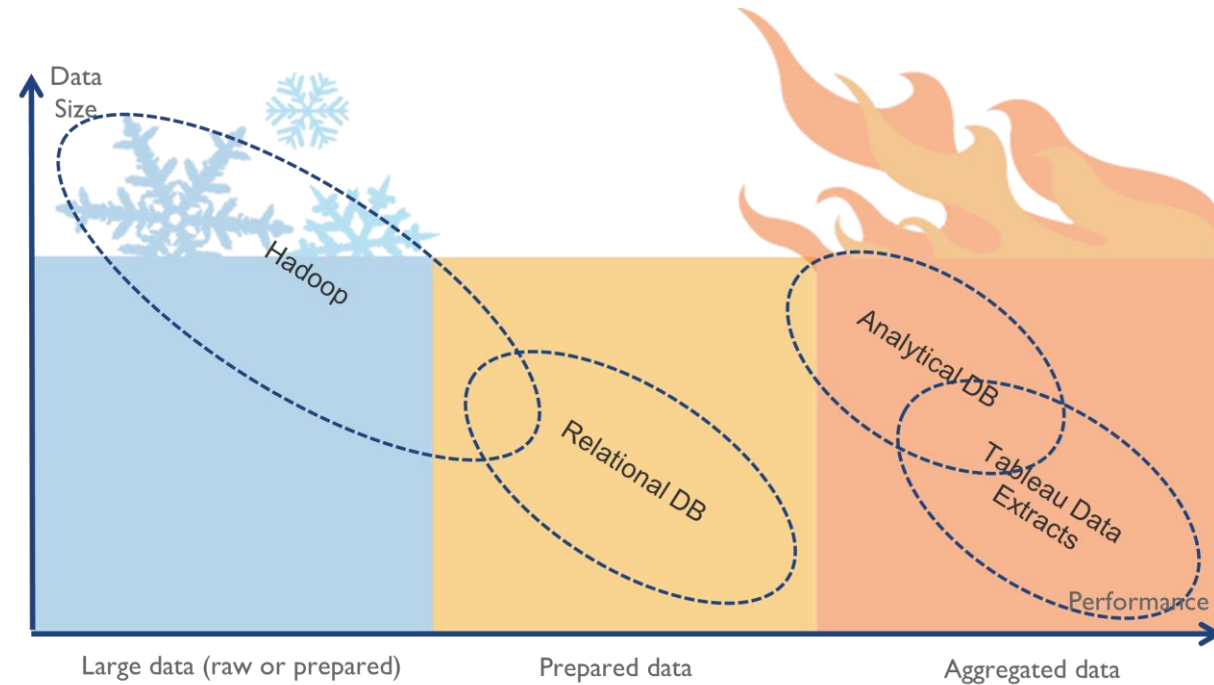 Data
Size
Hadoop
Analytical DB
Relational DB
Tableau Data
Extracts
Performance
Large data (raw or prepared)
Prepared data
Aggregated data